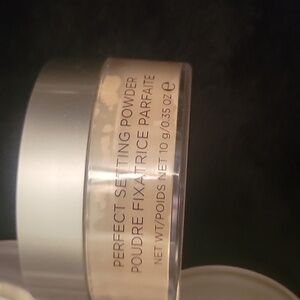 PERFECT SETTING POWDER
POUDRE FIXATRICE PARFAITE
NET WT/POIDS NET 10 g/0.35 OZ ℮